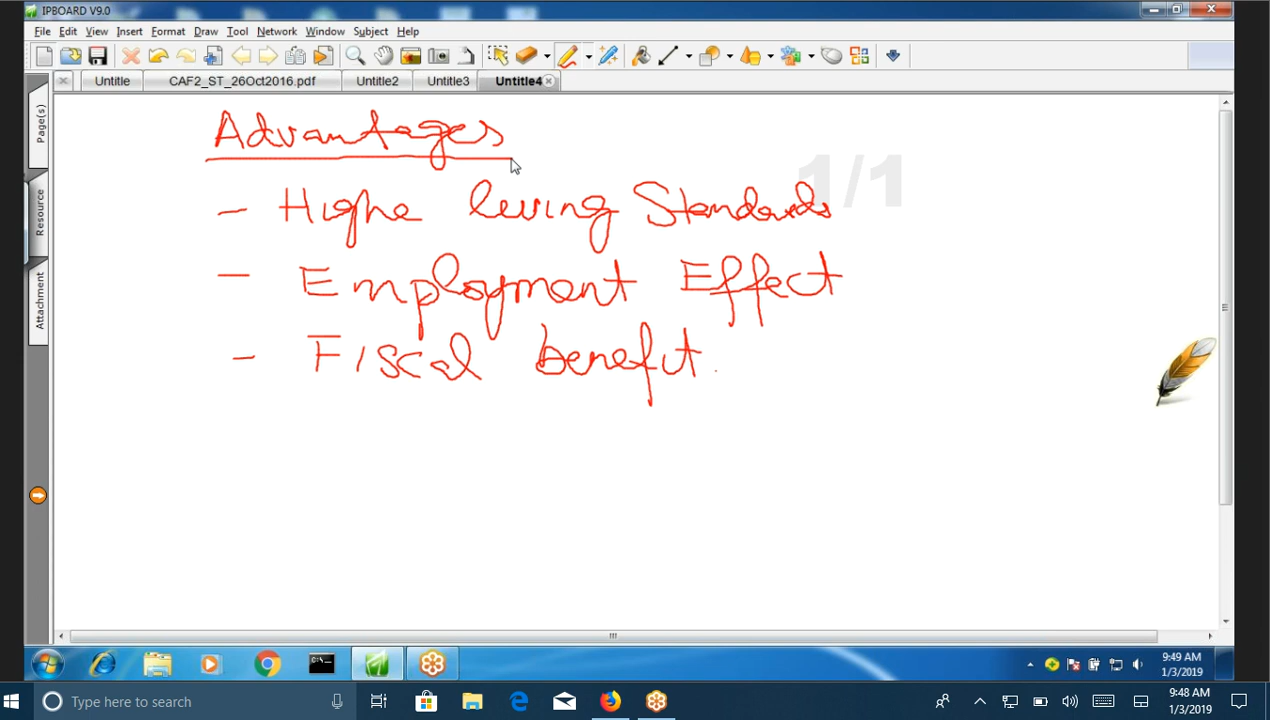 IPBOARD V9.0
File Edit View Insert Format Draw Tool Network Window Subject Help
Untitle CAF2_ST_26Oct2016.pdf Untitle2 Untitle3 Untitle4
Page(s)
Resource
Attachment
1/1
Advantages
- Highe living Standards
- Employment Effect
- Fiscal benefit
9:49 AM
1/3/2019
Type here to search
9:48 AM
1/3/2019